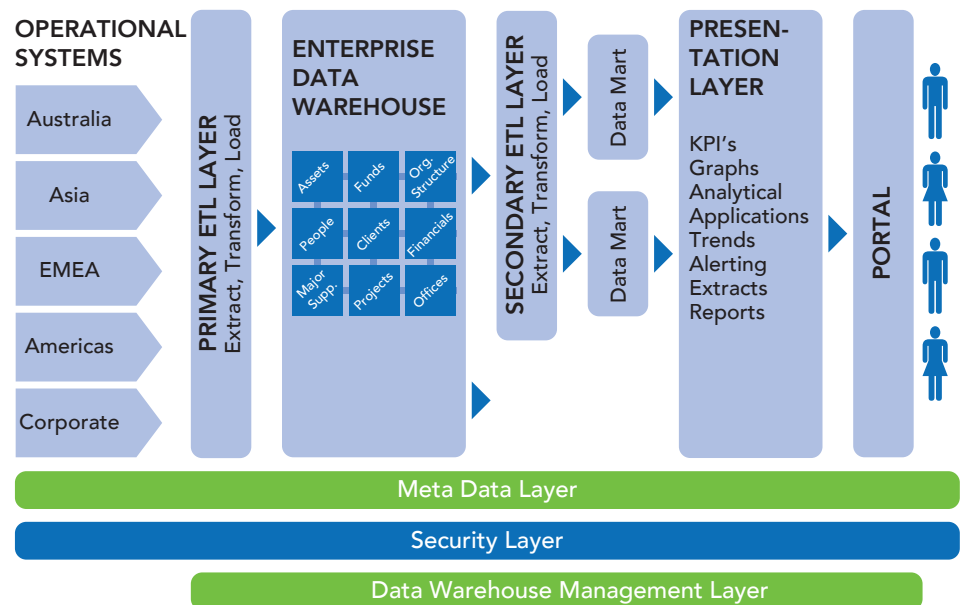 OPERATIONAL
SYSTEMS
Australia
Asia
EMEA
Americas
Corporate
PRIMARY ETL LAYER
Extract, Transform, Load
ENTERPRISE
DATA
WAREHOUSE
Assets
Funds
Org.
Structure
People
Clients
Financials
Major
Supp.
Projects
Offices
SECONDARY ETL LAYER
Extract, Transform, Load
Data Mart
Data Mart
PRESEN-
TATION
LAYER
KPI's
Graphs
Analytical
Applications
Trends
Alerting
Extracts
Reports
PORTAL
Meta Data Layer
Security Layer
Data Warehouse Management Layer